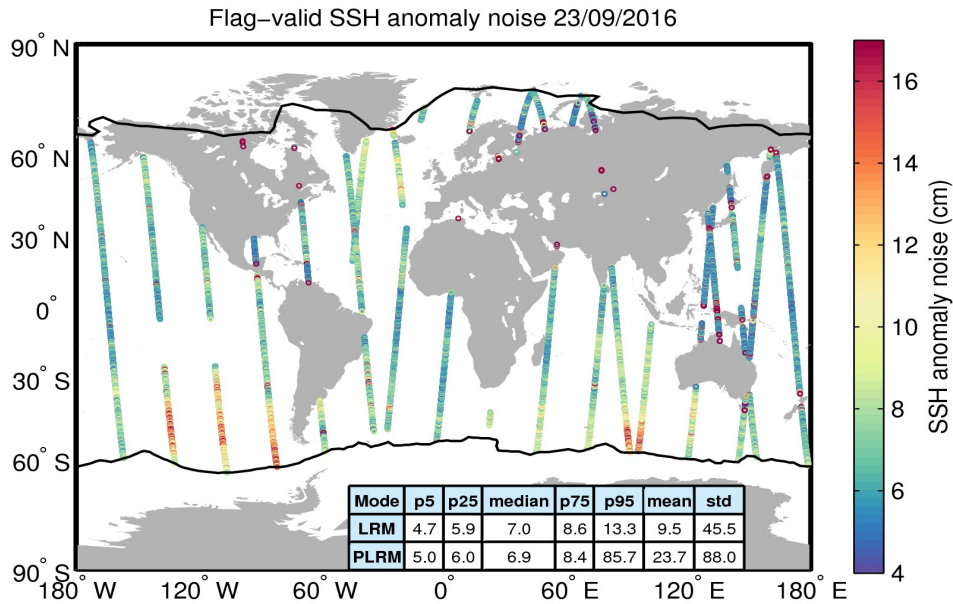 Flag−valid SSH anomaly noise 23/09/2016
90° N
60° N
30° N
0°
30° S
60° S
90° S
180° W
120° W
60° W
0°
60° E
120° E
180° E
16
14
12
10
8
6
4
SSH anomaly noise (cm)
Mode p5 p25 median p75 p95 mean std
LRM 4.7 5.9 7.0 8.6 13.3 9.5 45.5
PLRM 5.0 6.0 6.9 8.4 85.7 23.7 88.0